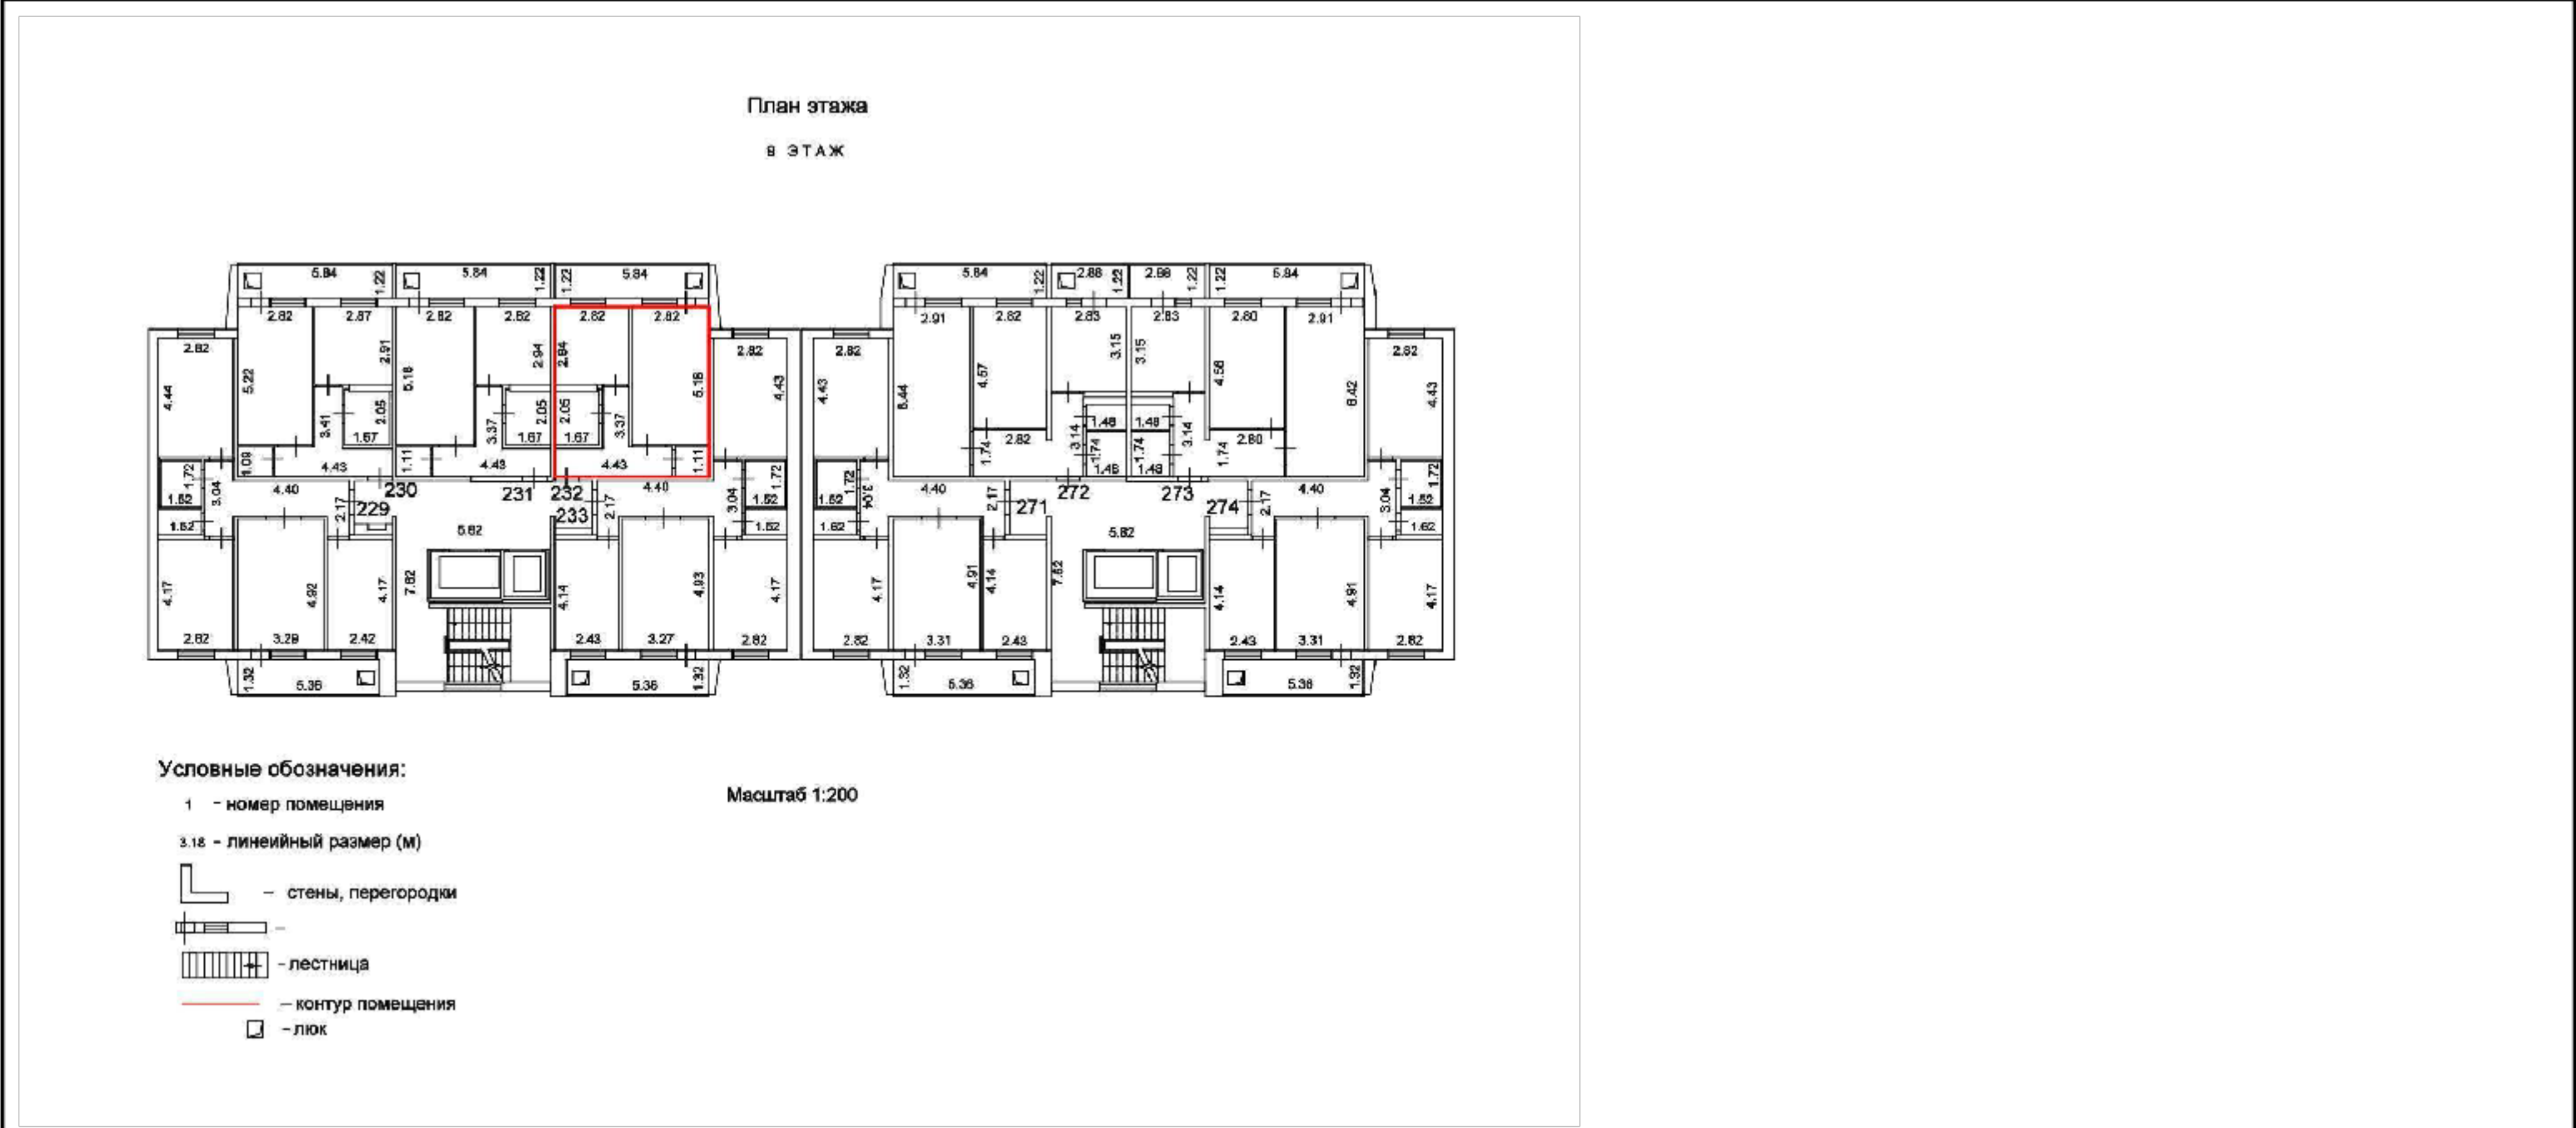 План этажа
8 ЭТАЖ
5.84 1.22 5.84 1.22 1.22 5.84 5.84 1.22 2.88 1.22 2.88 1.22 1.22 5.84
2.82 2.87 2.82 2.82 2.82 2.82 2.91 2.82 2.83 2.83 2.80 2.91
2.82 2.91 2.94 2.84 2.82 2.82 3.15 3.15 2.82
4.44 5.22 5.18 5.18 4.43 4.43 6.44 4.57 4.56 6.42 4.43
3.41 2.05 3.37 2.05 2.05 3.37 1.48 1.48
1.67 1.67 1.67 2.82 3.14 3.14 2.80
1.09 4.43 1.11 4.43 4.43 1.11 1.74 1.74 1.74 1.74
1.72 1.72 1.72 1.48 1.48 1.72
1.52 3.04 4.40 230 231 232 4.40 3.04 1.52 1.52 3.04 4.40 272 273 4.40 3.04 1.52
2.17 229 233 2.17 2.17 271 274 2.17
1.62 5.82 1.62 1.62 5.82 1.62
4.17 4.92 4.17 7.62 4.14 4.93 4.17 4.17 4.91 4.14 7.62 4.14 4.91 4.17
2.82 3.29 2.42 2.43 3.27 2.82 2.82 3.31 2.43 2.43 3.31 2.82
1.32 5.36 5.36 1.32 1.32 5.36 5.36 1.32
Условные обозначения:
Масштаб 1:200
1 – номер помещения
3.18 – линейный размер (м)
– стены, перегородки
–
– лестница
– контур помещения
– люк